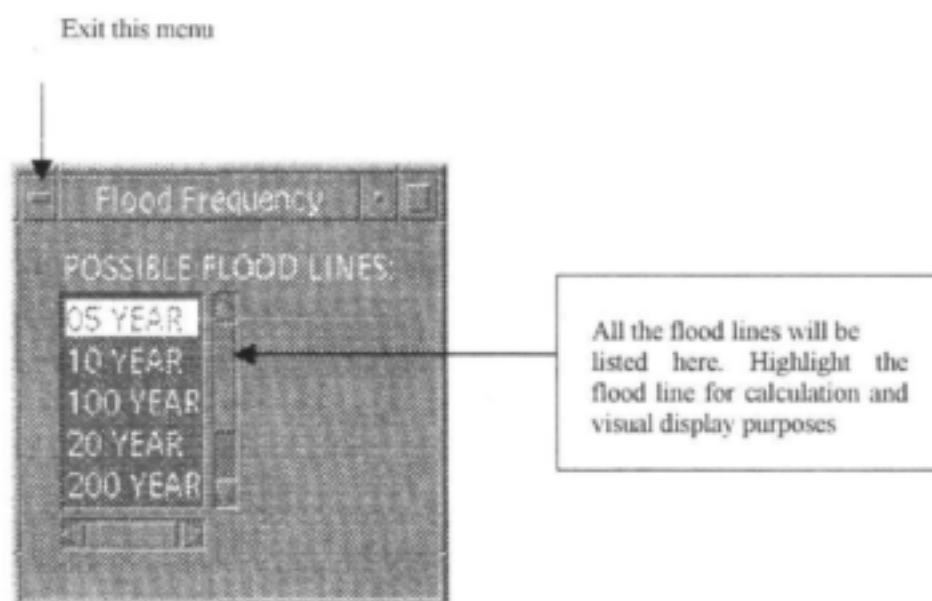 Exit this menu
Flood Frequency
POSSIBLE FLOOD LINES:
05 YEAR
10 YEAR
100 YEAR
20 YEAR
200 YEAR
All the flood lines will be
listed here. Highlight the
flood line for calculation and
visual display purposes